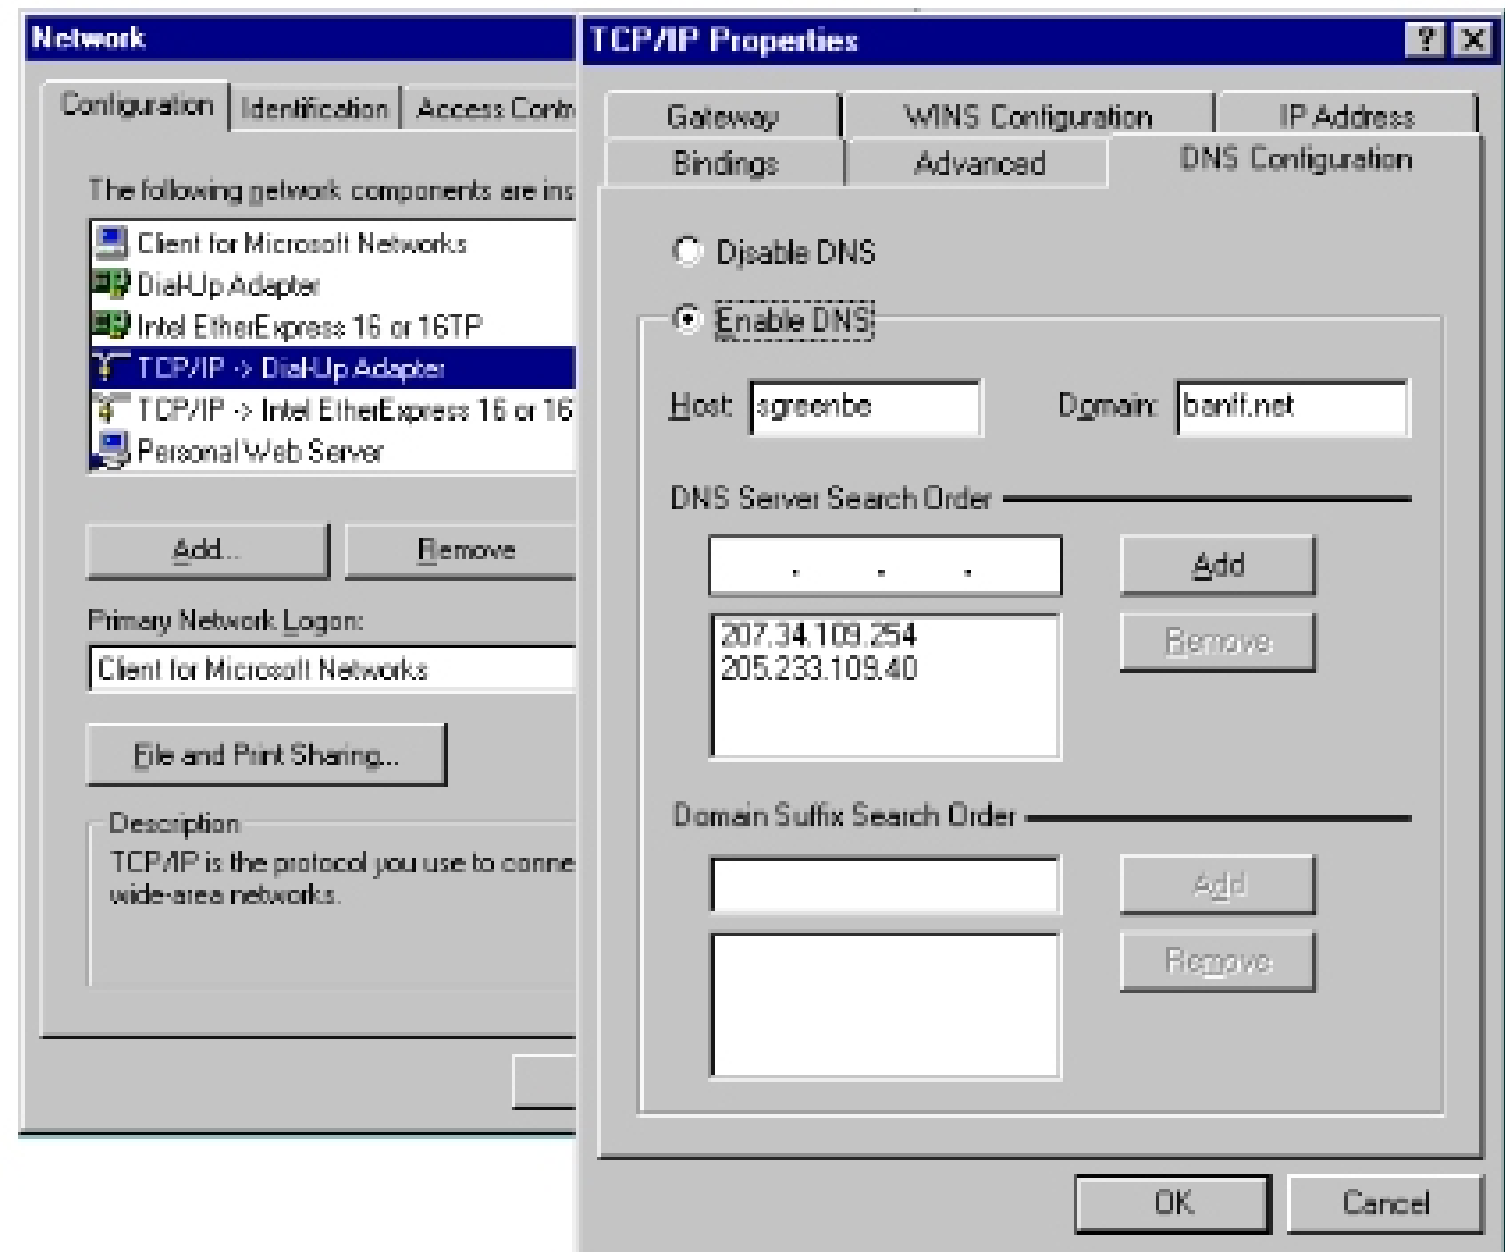 Network
Configuration
Identification
Access Contr
The following network components are ins
Client for Microsoft Networks
Dial-Up Adapter
Intel EtherExpress 16 or 16TP
TCP/IP -> Dial-Up Adapter
TCP/IP -> Intel EtherExpress 16 or 16
Personal Web Server
Add...
Remove
Primary Network Logon:
Client for Microsoft Networks
File and Print Sharing...
Description
TCP/IP is the protocol you use to conne
wide-area networks.
TCP/IP Properties
? X
Gateway
WINS Configuration
IP Address
Bindings
Advanced
DNS Configuration
Disable DNS
Enable DNS
Host: sgreenbe
Domain: banff.net
DNS Server Search Order
. . .
Add
207.34.109.254
205.233.109.40
Remove
Domain Suffix Search Order
Add
Remove
OK
Cancel